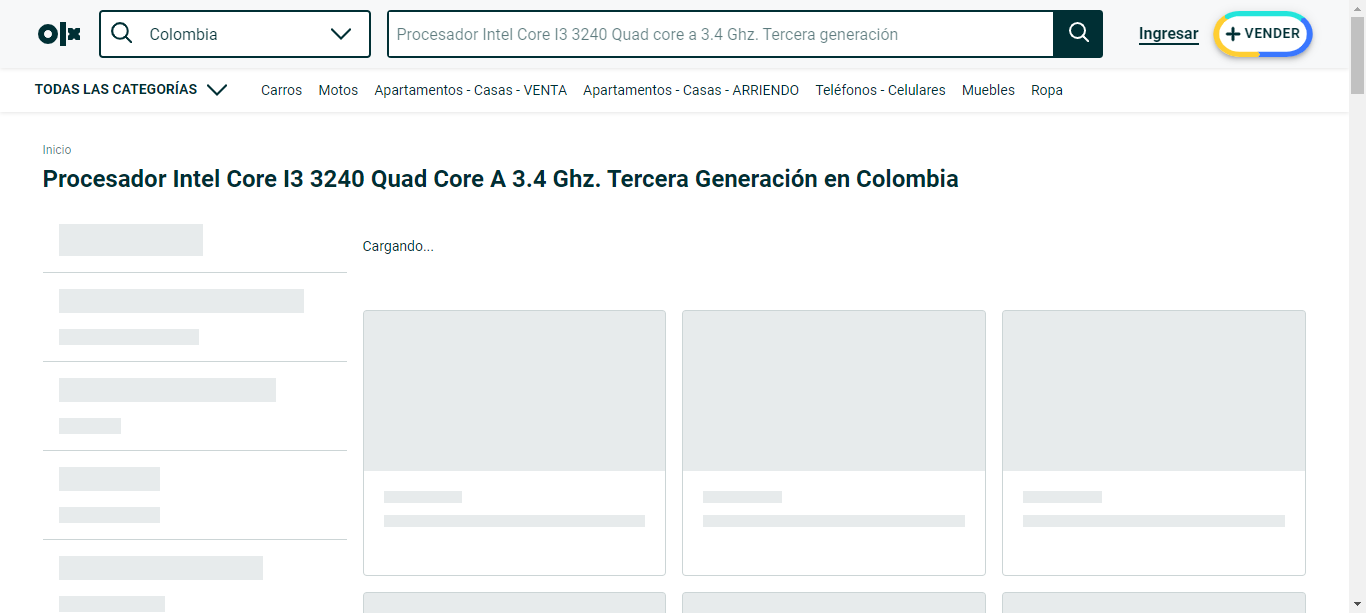 olx
Colombia
Procesador Intel Core I3 3240 Quad core a 3.4 Ghz. Tercera generación
Ingresar
VENDER
TODAS LAS CATEGORÍAS
Carros
Motos
Apartamentos - Casas - VENTA
Apartamentos - Casas - ARRIENDO
Teléfonos - Celulares
Muebles
Ropa
Inicio
Procesador Intel Core I3 3240 Quad Core A 3.4 Ghz. Tercera Generación en Colombia
Cargando...